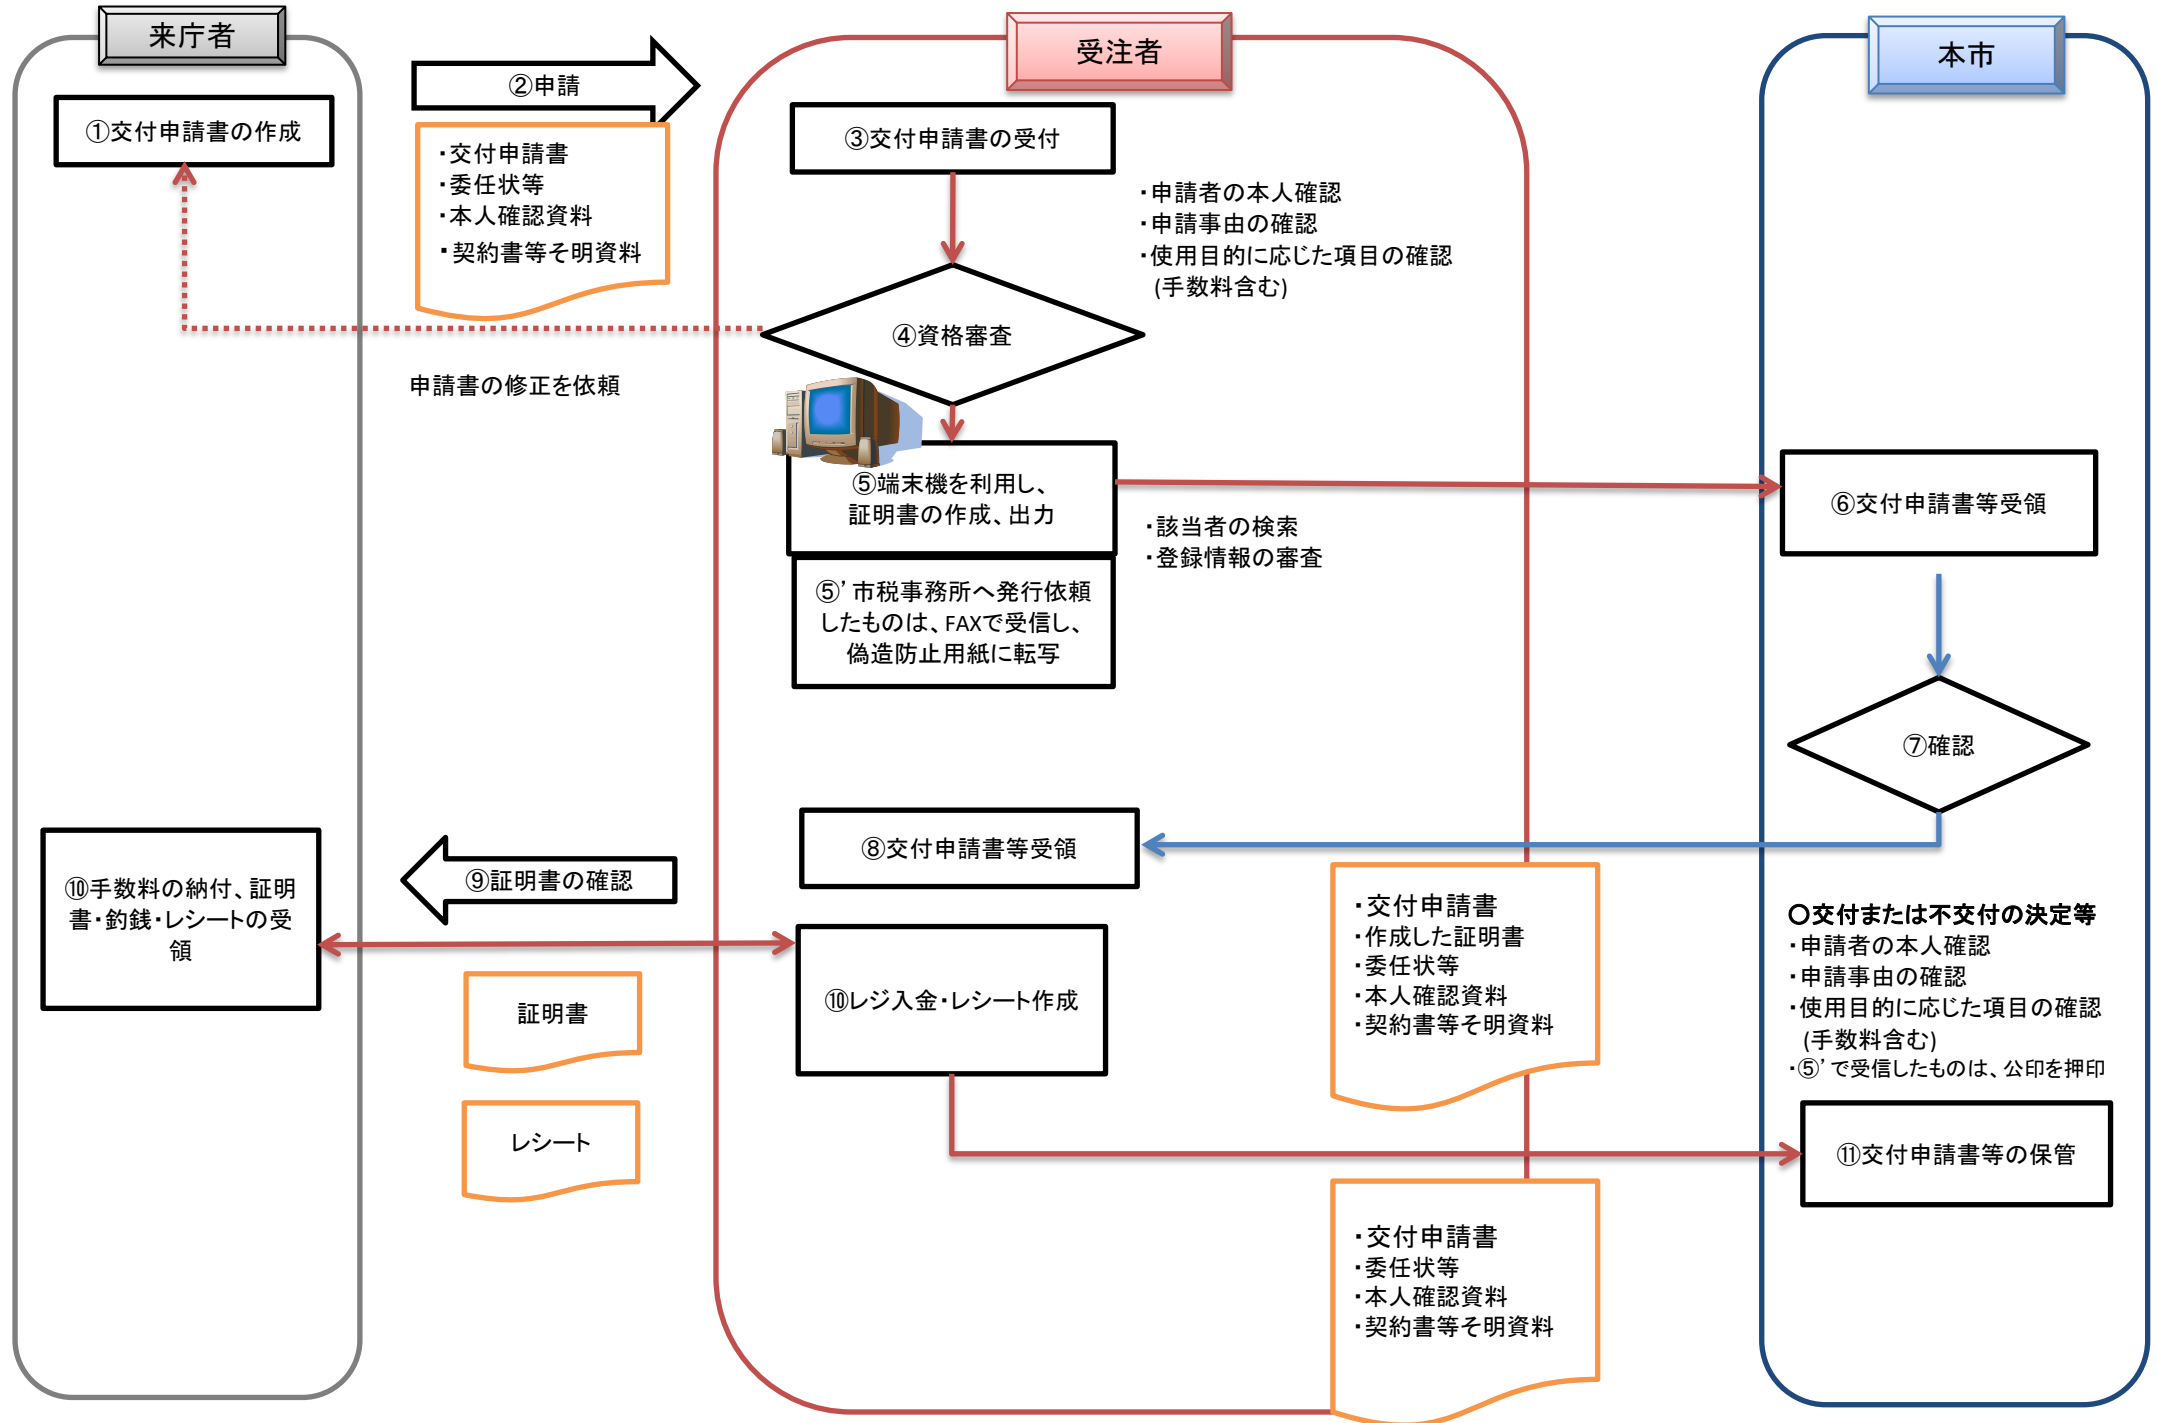 来庁者
受注者
本市
①交付申請書の作成
②申請
・交付申請書
・委任状等
・本人確認資料
・契約書等そ明資料
③交付申請書の受付
・申請者の本人確認
・申請事由の確認
・使用目的に応じた項目の確認
(手数料含む)
④資格審査
申請書の修正を依頼
⑤端末機を利用し、
証明書の作成、出力
・該当者の検索
・登録情報の審査
⑤’市税事務所へ発行依頼
したものは、FAXで受信し、
偽造防止用紙に転写
⑥交付申請書等受領
⑦確認
⑧交付申請書等受領
⑨証明書の確認
⑩手数料の納付、証明
書・釣銭・レシートの受
領
⑩レジ入金・レシート作成
証明書
レシート
・交付申請書
・作成した証明書
・委任状等
・本人確認資料
・契約書等そ明資料
○交付または不交付の決定等
・申請者の本人確認
・申請事由の確認
・使用目的に応じた項目の確認
(手数料含む)
・⑤’で受信したものは、公印を押印
⑪交付申請書等の保管
・交付申請書
・委任状等
・本人確認資料
・契約書等そ明資料